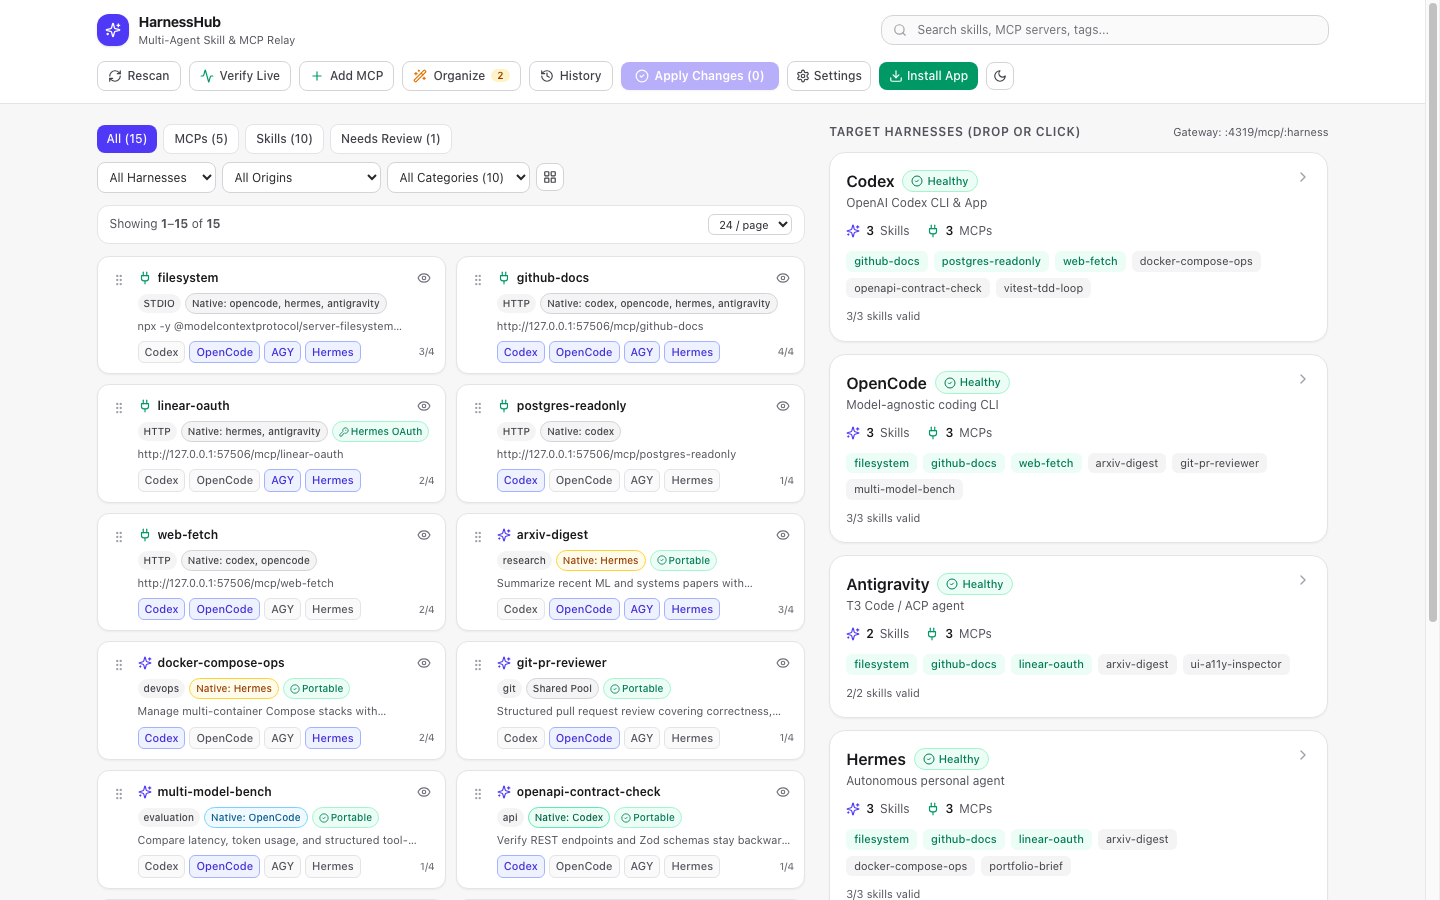 HarnessHub
Multi-Agent Skill & MCP Relay
Search skills, MCP servers, tags...
Rescan
Verify Live
Add MCP
Organize 2
History
Apply Changes (0)
Settings
Install App
All (15)
MCPs (5)
Skills (10)
Needs Review (1)
All Harnesses
All Origins
All Categories (10)
Showing 1–15 of 15
24 / page
filesystem
STDIO Native: opencode, hermes, antigravity
npx -y @modelcontextprotocol/server-filesystem...
Codex OpenCode AGY Hermes 3/4
github-docs
HTTP Native: codex, opencode, hermes, antigravity
http://127.0.0.1:57506/mcp/github-docs
Codex OpenCode AGY Hermes 4/4
linear-oauth
HTTP Native: hermes, antigravity Hermes OAuth
http://127.0.0.1:57506/mcp/linear-oauth
Codex OpenCode AGY Hermes 2/4
postgres-readonly
HTTP Native: codex
http://127.0.0.1:57506/mcp/postgres-readonly
Codex OpenCode AGY Hermes 1/4
web-fetch
HTTP Native: codex, opencode
http://127.0.0.1:57506/mcp/web-fetch
Codex OpenCode AGY Hermes 2/4
arxiv-digest
research Native: Hermes Portable
Summarize recent ML and systems papers with...
Codex OpenCode AGY Hermes 3/4
docker-compose-ops
devops Native: Hermes Portable
Manage multi-container Compose stacks with...
Codex OpenCode AGY Hermes 2/4
git-pr-reviewer
git Shared Pool Portable
Structured pull request review covering correctness,...
Codex OpenCode AGY Hermes 1/4
multi-model-bench
evaluation Native: OpenCode Portable
Compare latency, token usage, and structured tool-...
Codex OpenCode AGY Hermes 1/4
openapi-contract-check
api Native: Codex Portable
Verify REST endpoints and Zod schemas stay backwar...
Codex OpenCode AGY Hermes 1/4
TARGET HARNESSES (DROP OR CLICK)
Gateway: :4319/mcp/:harness
Codex Healthy
OpenAI Codex CLI & App
3 Skills 3 MCPs
github-docs postgres-readonly web-fetch docker-compose-ops
openapi-contract-check vitest-tdd-loop
3/3 skills valid
OpenCode Healthy
Model-agnostic coding CLI
3 Skills 3 MCPs
filesystem github-docs web-fetch arxiv-digest git-pr-reviewer
multi-model-bench
3/3 skills valid
Antigravity Healthy
T3 Code / ACP agent
2 Skills 3 MCPs
filesystem github-docs linear-oauth arxiv-digest ui-a11y-inspector
2/2 skills valid
Hermes Healthy
Autonomous personal agent
3 Skills 3 MCPs
filesystem github-docs linear-oauth arxiv-digest
docker-compose-ops portfolio-brief
3/3 skills valid